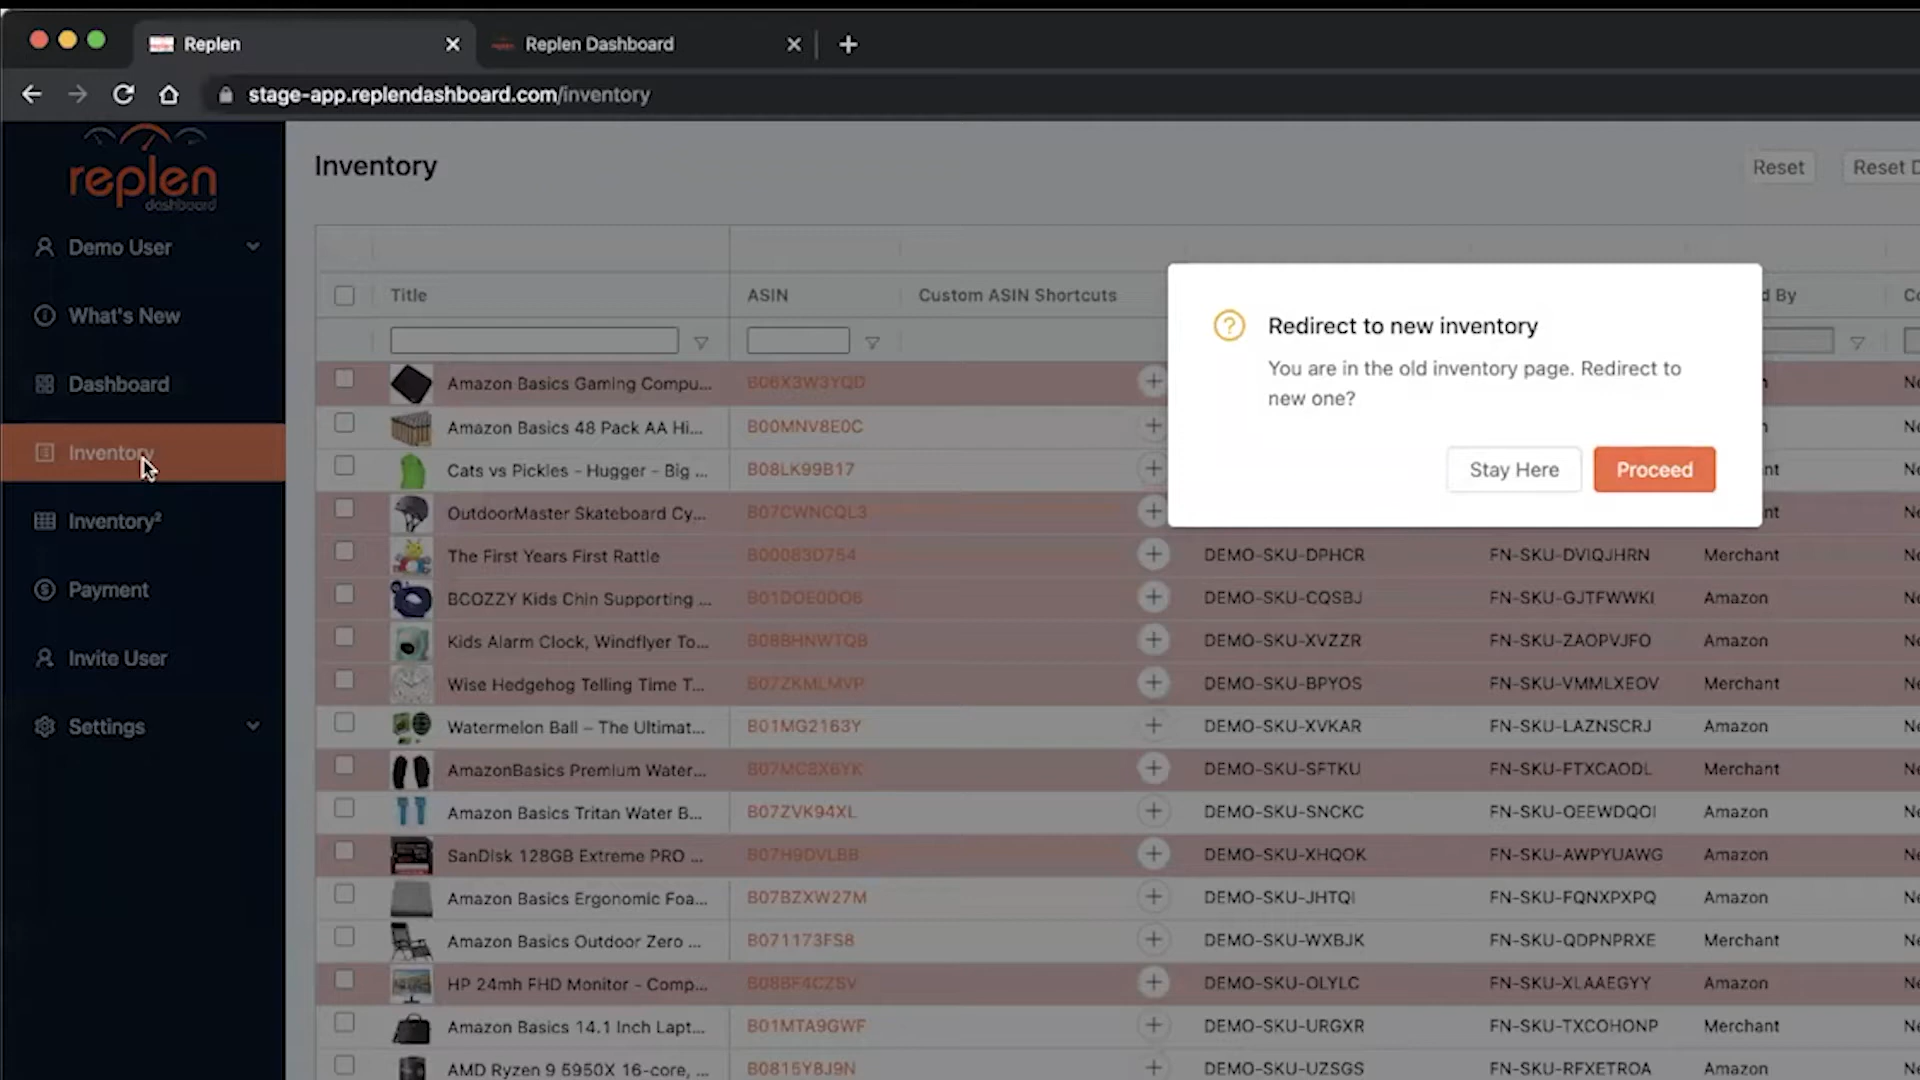 Replen
Replen Dashboard
stage-app.replendashboard.com/inventory
replen
dashboard
Demo User
What's New
Dashboard
Inventory
Inventory²
Payment
Invite User
Settings
Inventory
Reset
Reset D
Title
ASIN
Custom ASIN Shortcuts
d By
Redirect to new inventory
You are in the old inventory page. Redirect to
new one?
Stay Here
Proceed
Amazon Basics Gaming Compu... B06X3W3YQD
Amazon Basics 48 Pack AA Hi... B00MNV8E0C
Cats vs Pickles - Hugger - Big ... B08LK99B17
OutdoorMaster Skateboard Cy... B07CWNCQL3
The First Years First Rattle B00083D754 DEMO-SKU-DPHCR FN-SKU-DVIQJHRN Merchant
BCOZZY Kids Chin Supporting ... B01DOE0DO6 DEMO-SKU-CQSBJ FN-SKU-GJTFWWKI Amazon
Kids Alarm Clock, Windflyer To... B08BHNWTQB DEMO-SKU-XVZZR FN-SKU-ZAOPVJFO Amazon
Wise Hedgehog Telling Time T... B07ZKMLMVP DEMO-SKU-BPYOS FN-SKU-VMMLXEOV Merchant
Watermelon Ball – The Ultimat... B01MG2163Y DEMO-SKU-XVKAR FN-SKU-LAZNSCRJ Amazon
AmazonBasics Premium Water... B07MC8X6YK DEMO-SKU-SFTKU FN-SKU-FTXCAODL Merchant
Amazon Basics Tritan Water B... B07ZVK94XL DEMO-SKU-SNCKC FN-SKU-OEEWDQOI Amazon
SanDisk 128GB Extreme PRO ... B07H9DVLBB DEMO-SKU-XHQOK FN-SKU-AWPYUAWG Amazon
Amazon Basics Ergonomic Foa... B07BZXW27M DEMO-SKU-JHTQI FN-SKU-FQNXPXPQ Amazon
Amazon Basics Outdoor Zero ... B071173FS8 DEMO-SKU-WXBJK FN-SKU-QDPNPRXE Merchant
HP 24mh FHD Monitor - Comp... B08BF4CZSV DEMO-SKU-OLYLC FN-SKU-XLAAEGYY Amazon
Amazon Basics 14.1 Inch Lapt... B01MTA9GWF DEMO-SKU-URGXR FN-SKU-TXCOHONP Merchant
AMD Ryzen 9 5950X 16-core, ... B0815Y8J9N DEMO-SKU-UZSGS FN-SKU-RFXETROA Amazon